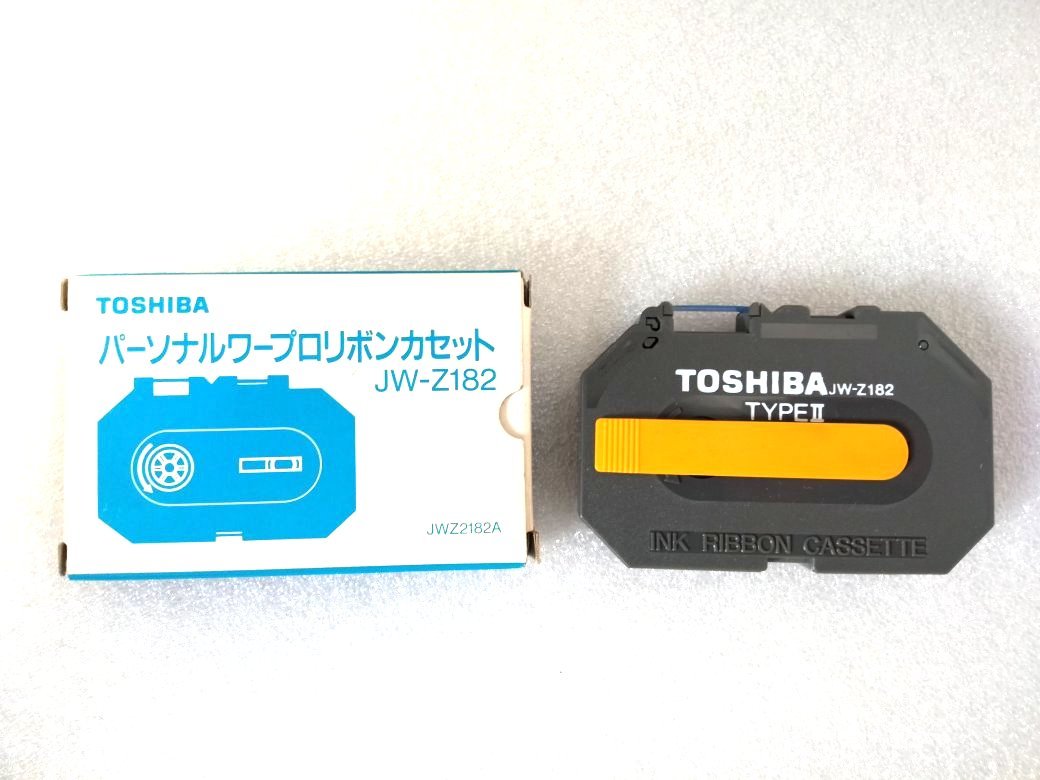 TOSHIBA
パーソナルワープロリボンカセット
JW-Z182
JWZ2182A
TOSHIBA JW-Z182
TYPEII
INK RIBBON CASSETTE